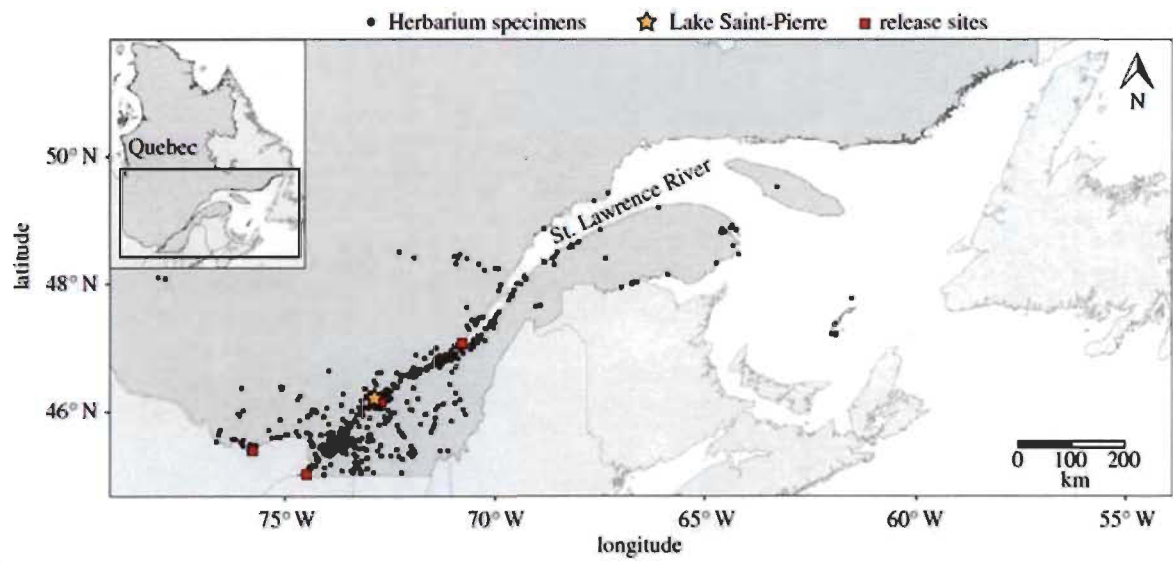 Herbarium specimens Lake Saint-Pierre release sites
N
Quebec
50° N
St. Lawrence River
latitude
48° N
46° N
0 100 200
km
75° W 70° W 65° W 60° W 55° W
longitude